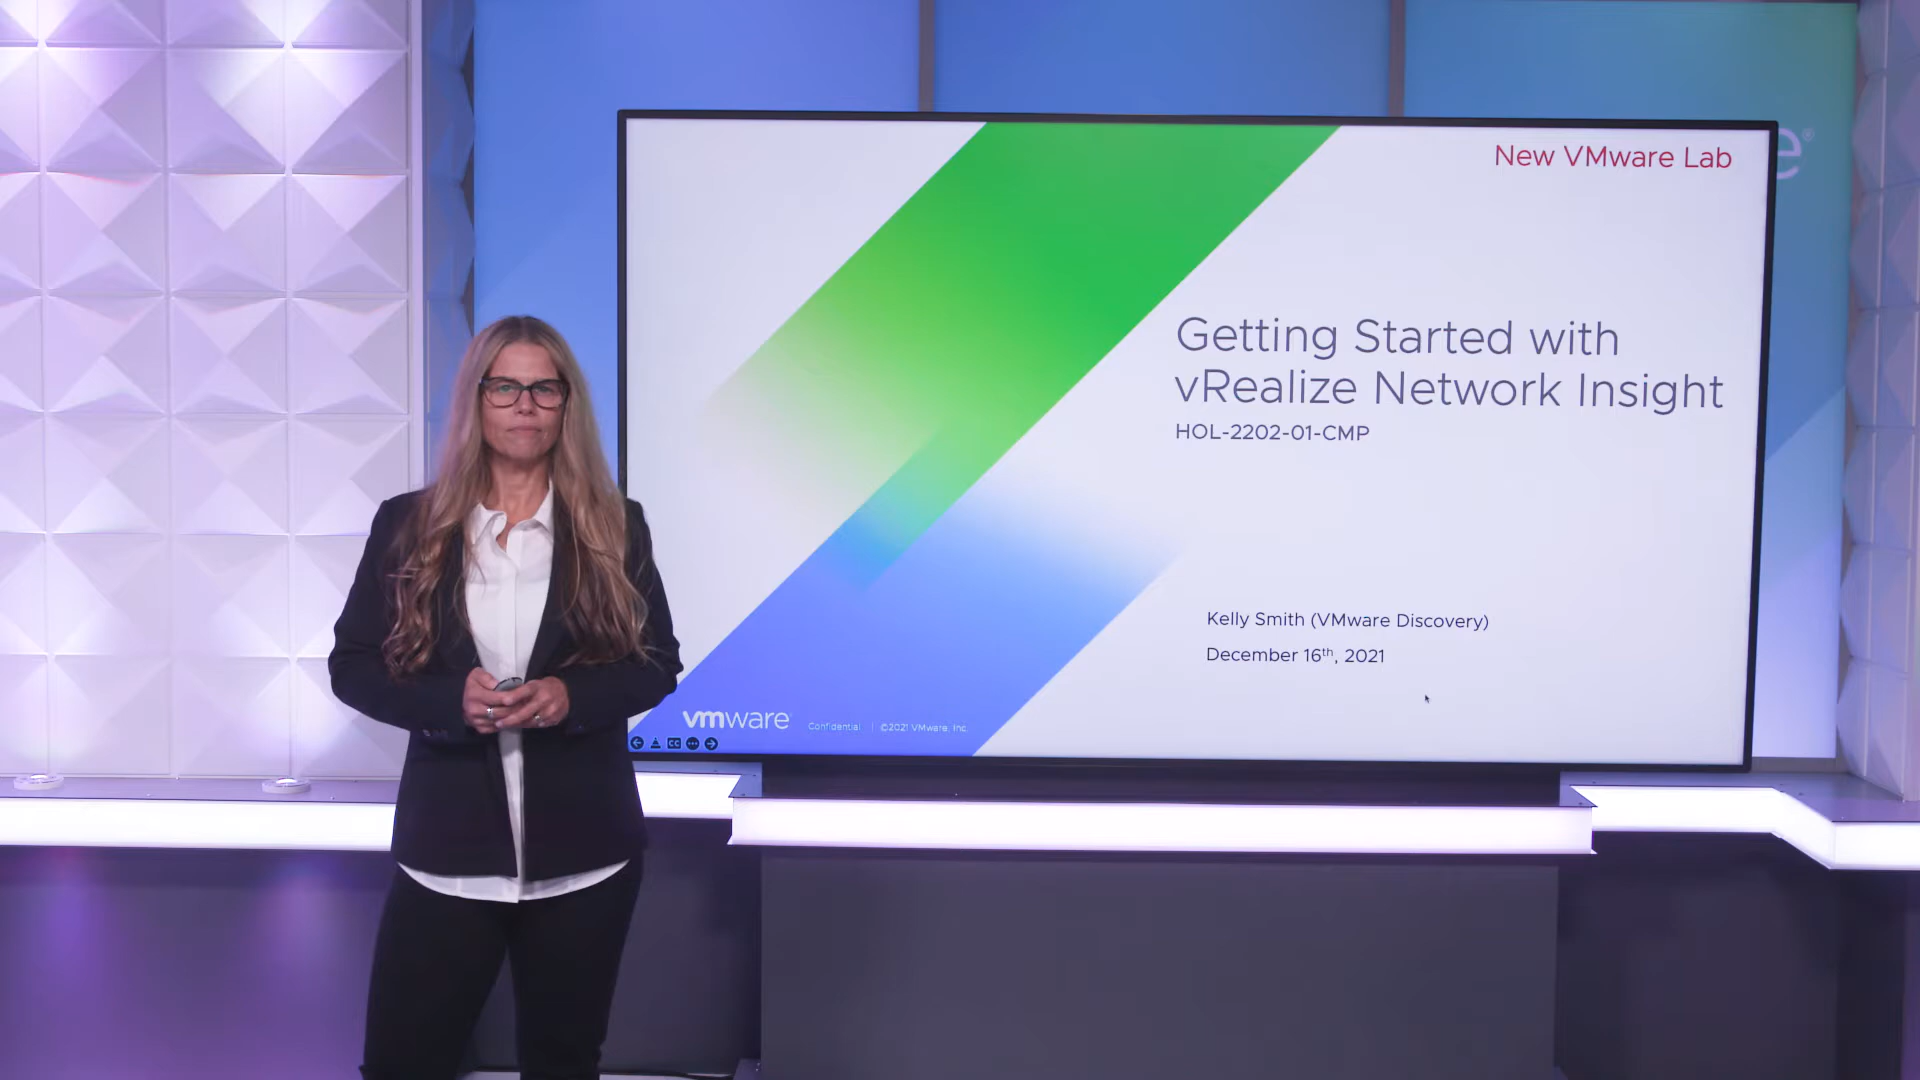 New VMware Lab
Getting Started with
vRealize Network Insight
HOL-2202-01-CMP
Kelly Smith (VMware Discovery)
December 16th, 2021
vmware
Confidential | ©2021 VMware, Inc.
CC
e®